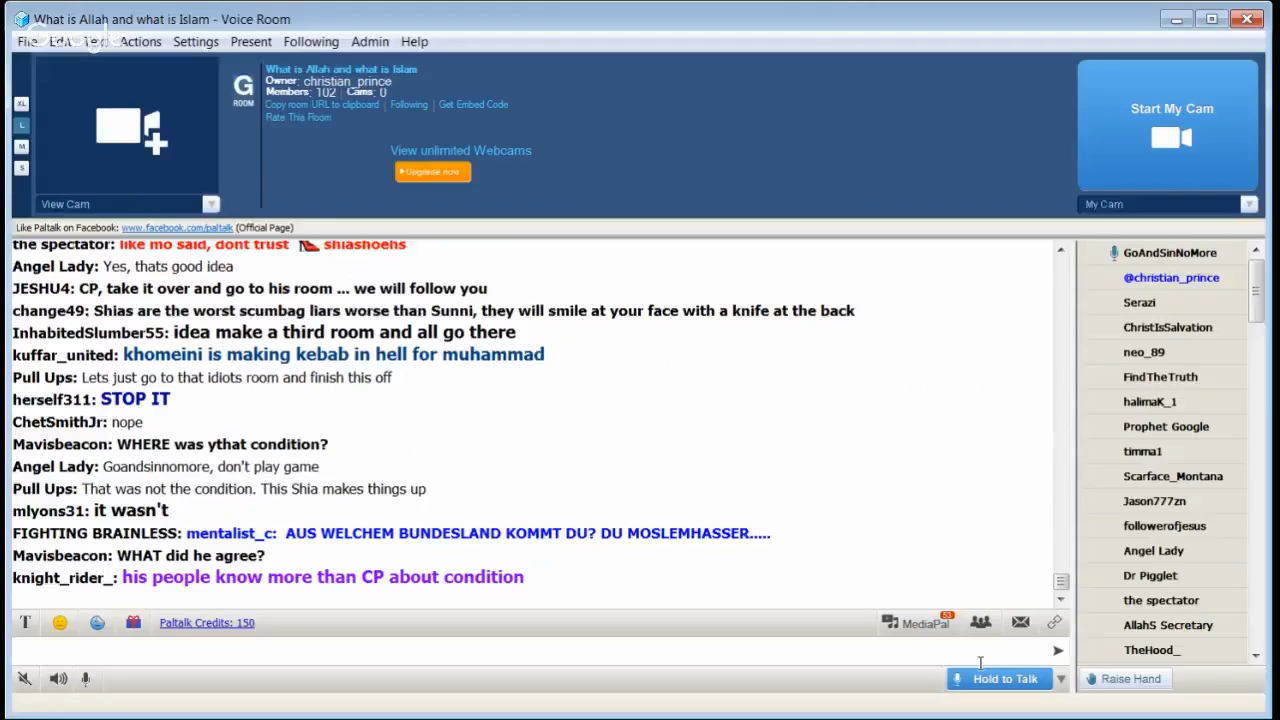 What is Allah and what is Islam - Voice Room
File Edit Text Actions Settings Present Following Admin Help
Google
G
ROOM
What is Allah and what is Islam
Owner: christian_prince
Members: 102 Cams: 0
Copy room URL to clipboard | Following | Get Embed Code
Rate This Room
View unlimited Webcams
Upgrade now
XL
L
M
S
View Cam
Start My Cam
My Cam
Like Paltalk on Facebook: www.facebook.com/paltalk (Official Page)
the spectator: like mo said, dont trust shiashoehs
Angel Lady: Yes, thats good idea
JESHU4: CP, take it over and go to his room ... we will follow you
change49: Shias are the worst scumbag liars worse than Sunni, they will smile at your face with a knife at the back
InhabitedSlumber55: idea make a third room and all go there
kuffar_united: khomeini is making kebab in hell for muhammad
Pull Ups: Lets just go to that idiots room and finish this off
herself311: STOP IT
ChetSmithJr: nope
Mavisbeacon: WHERE was ythat condition?
Angel Lady: Goandsinnomore, don't play game
Pull Ups: That was not the condition. This Shia makes things up
mlyons31: it wasn't
FIGHTING BRAINLESS: mentalist_c: AUS WELCHEM BUNDESLAND KOMMT DU? DU MOSLEMHASSER.....
Mavisbeacon: WHAT did he agree?
knight_rider_: his people know more than CP about condition
GoAndSinNoMore
@christian_prince
Serazi
ChristIsSalvation
neo_89
FindTheTruth
halimaK_1
Prophet Google
timma1
Scarface_Montana
Jason777zn
followerofjesus
Angel Lady
Dr Pigglet
the spectator
AllahS Secretary
TheHood_
T
Paltalk Credits: 150
MediaPal
53
Hold to Talk
Raise Hand